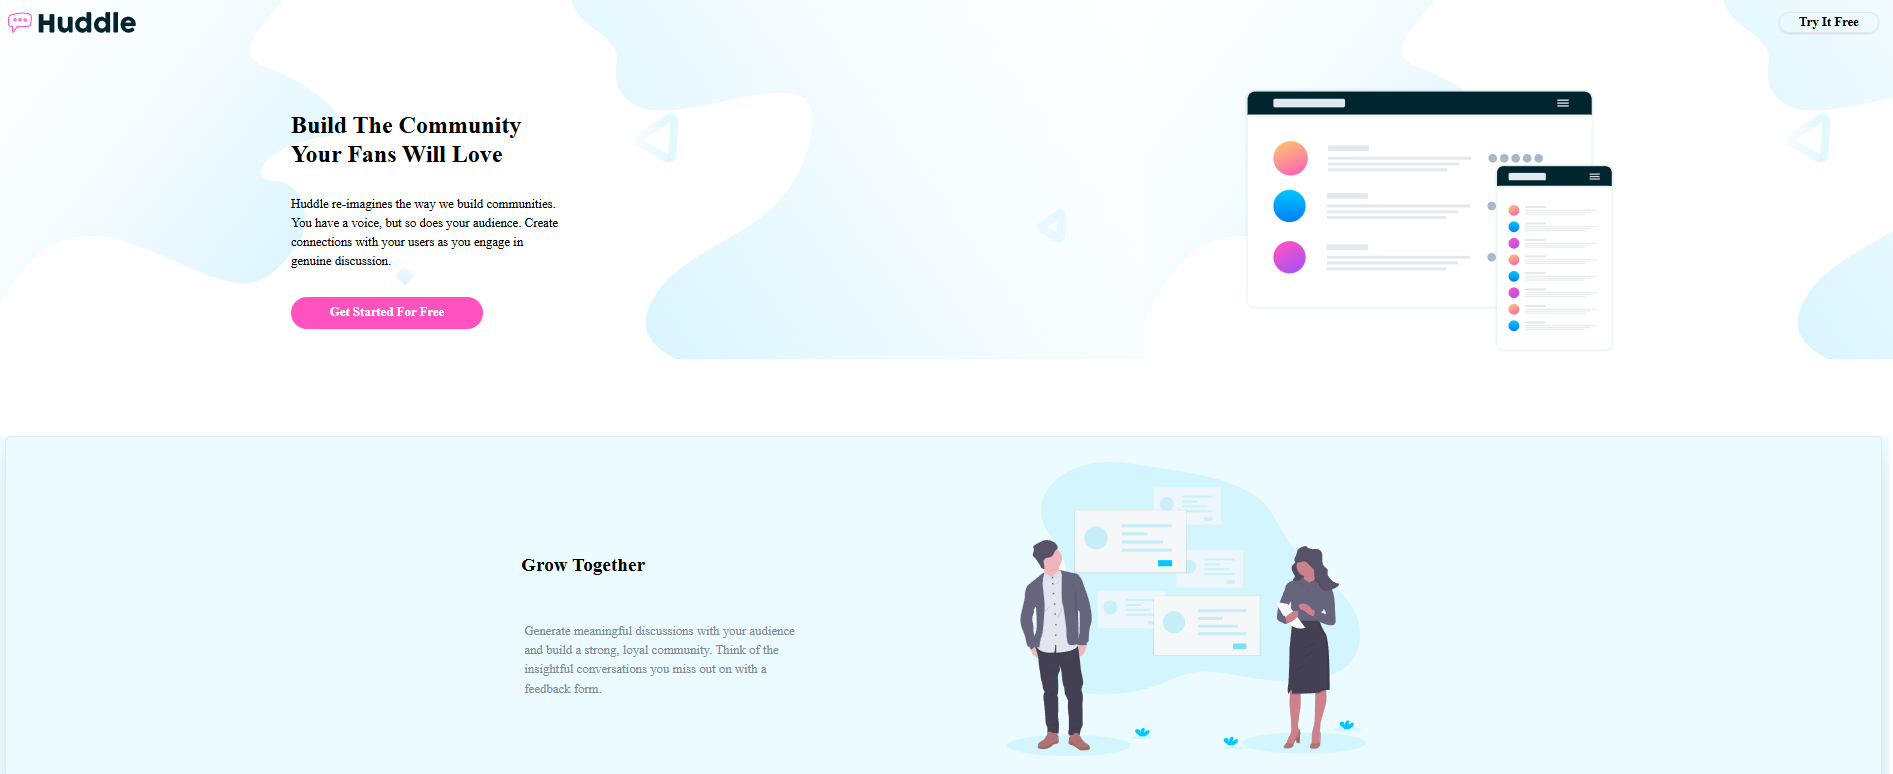 Huddle
Try It Free
Build The Community
Your Fans Will Love
Huddle re-imagines the way we build communities.
You have a voice, but so does your audience. Create
connections with your users as you engage in
genuine discussion.
Get Started For Free
Grow Together
Generate meaningful discussions with your audience
and build a strong, loyal community. Think of the
insightful conversations you miss out on with a
feedback form.